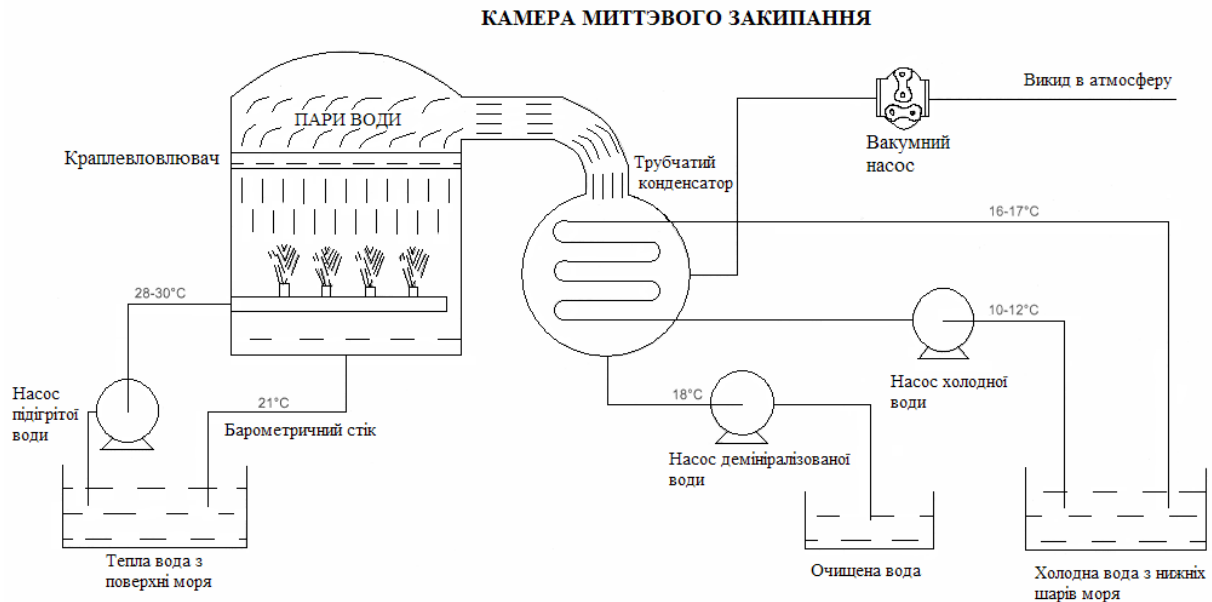 КАМЕРА МИТТЭВОГО ЗАКИПАННЯ
Викид в атмосферу
ПАРИ ВОДИ
Вакумний
насос
Краплевловлювач
Трубчатий
конденсатор
16-17°C
28-30°C
10-12°C
Насос
підігрітої
води
21°C
Барометричний стік
18°C
Насос холодної
води
Насос демініралізованої
води
Тепла вода з
поверхні моря
Очищена вода
Холодна вода з нижніх
шарів моря